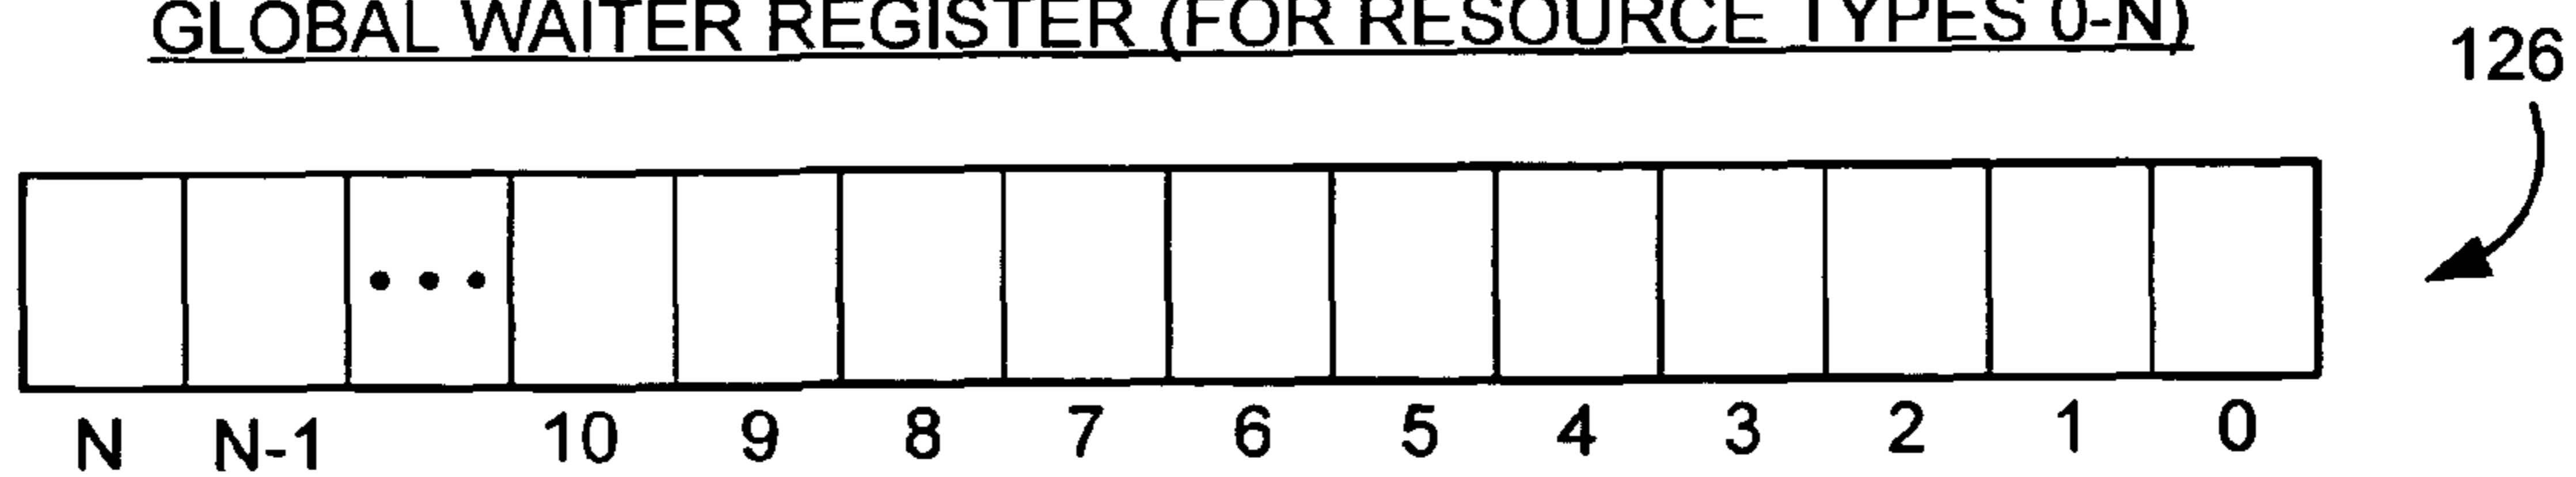 GLOBAL WAITER REGISTER (FOR RESOURCE TYPES 0-N)
126
• • •
N N-1 10 9 8 7 6 5 4 3 2 1 0